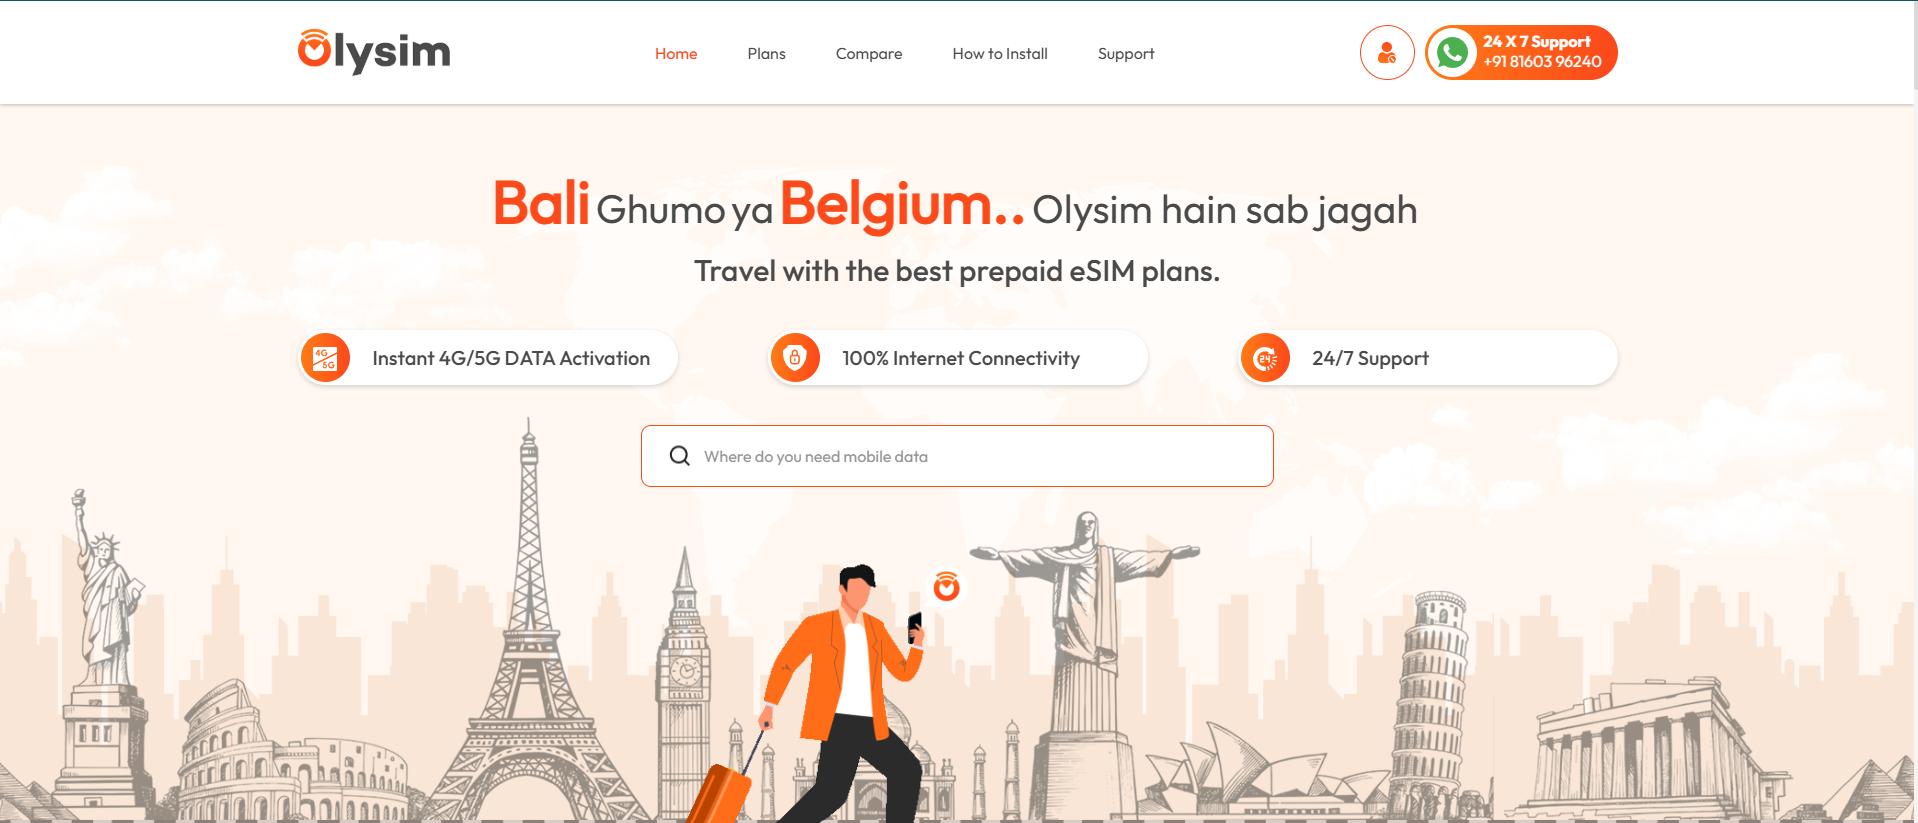 Olysim
Home
Plans
Compare
How to Install
Support
24 X 7 Support
+91 81603 96240
Bali Ghumo ya Belgium.. Olysim hain sab jagah
Travel with the best prepaid eSIM plans.
4G
5G
Instant 4G/5G DATA Activation
100% Internet Connectivity
24
24/7 Support
Where do you need mobile data